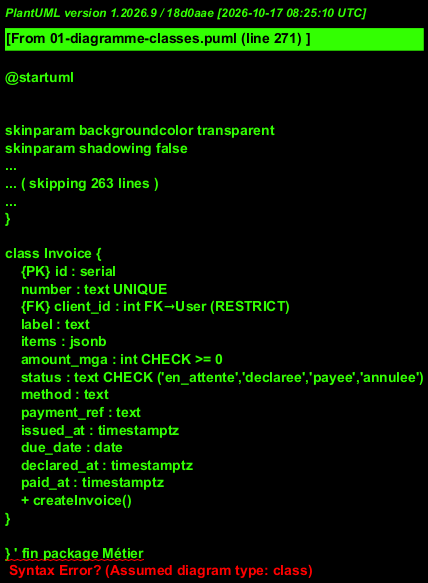 PlantUML version 1.2026.9 / 18d0aae [2026-10-17 08:25:10 UTC]
[From 01-diagramme-classes.puml (line 271) ]
@startuml
skinparam backgroundcolor transparent
skinparam shadowing false
...
... ( skipping 263 lines )
...
}
class Invoice {
{PK} id : serial
number : text UNIQUE
{FK} client_id : int FK→User (RESTRICT)
label : text
items : jsonb
amount_mga : int CHECK >= 0
status : text CHECK ('en_attente','declaree','payee','annulee')
method : text
payment_ref : text
issued_at : timestamptz
due_date : date
declared_at : timestamptz
paid_at : timestamptz
+ createInvoice()
}
} ' fin package Métier
Syntax Error? (Assumed diagram type: class)